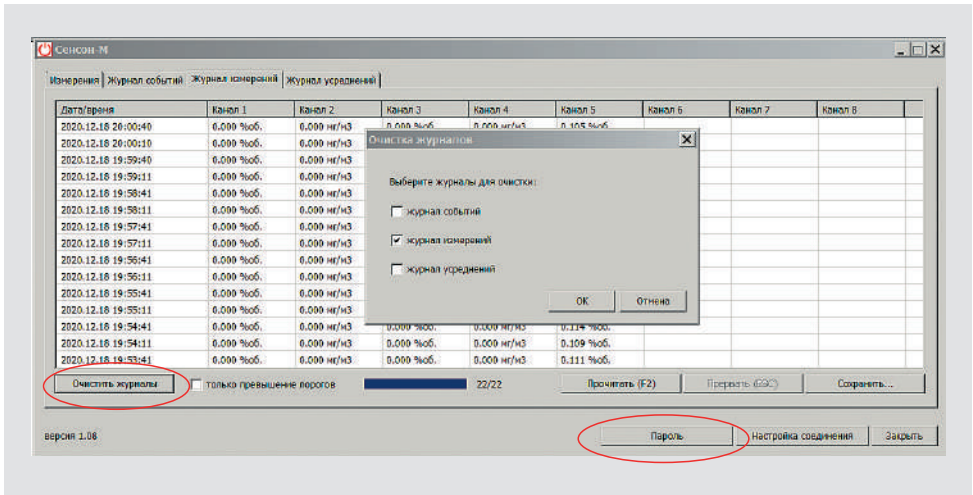 Сенсон-М
Измерения Журнал событий Журнал измерений Журнал усреднений
Дата/время Канал 1 Канал 2 Канал 3 Канал 4 Канал 5 Канал 6 Канал 7 Канал 8
2020.12.18 20:00:40 0.000 %об. 0.000 мг/м3 0.000 %об. 0.000 мг/м3 0.105 %об.
2020.12.18 20:00:10 0.000 %об. 0.000 мг/м3
2020.12.18 19:59:40 0.000 %об. 0.000 мг/м3
2020.12.18 19:59:11 0.000 %об. 0.000 мг/м3
2020.12.18 19:58:41 0.000 %об. 0.000 мг/м3
2020.12.18 19:58:11 0.000 %об. 0.000 мг/м3
2020.12.18 19:57:41 0.000 %об. 0.000 мг/м3
2020.12.18 19:57:11 0.000 %об. 0.000 мг/м3
2020.12.18 19:56:41 0.000 %об. 0.000 мг/м3
2020.12.18 19:56:11 0.000 %об. 0.000 мг/м3
2020.12.18 19:55:41 0.000 %об. 0.000 мг/м3
2020.12.18 19:55:11 0.000 %об. 0.000 мг/м3
2020.12.18 19:54:41 0.000 %об. 0.000 мг/м3 0.000 %об. 0.000 мг/м3 0.114 %об.
2020.12.18 19:54:11 0.000 %об. 0.000 мг/м3 0.000 %об. 0.000 мг/м3 0.109 %об.
2020.12.18 19:53:41 0.000 %об. 0.000 мг/м3 0.000 %об. 0.000 мг/м3 0.111 %об.
Очистка журналов
Выберите журналы для очистки:
журнал событий
журнал измерений
журнал усреднений
OK Отмена
Очистить журналы только превышение порогов 22/22 Прочитать (F2) Прервать (ESC) Сохранить...
версия 1.08 Пароль Настройка соединения Закрыть